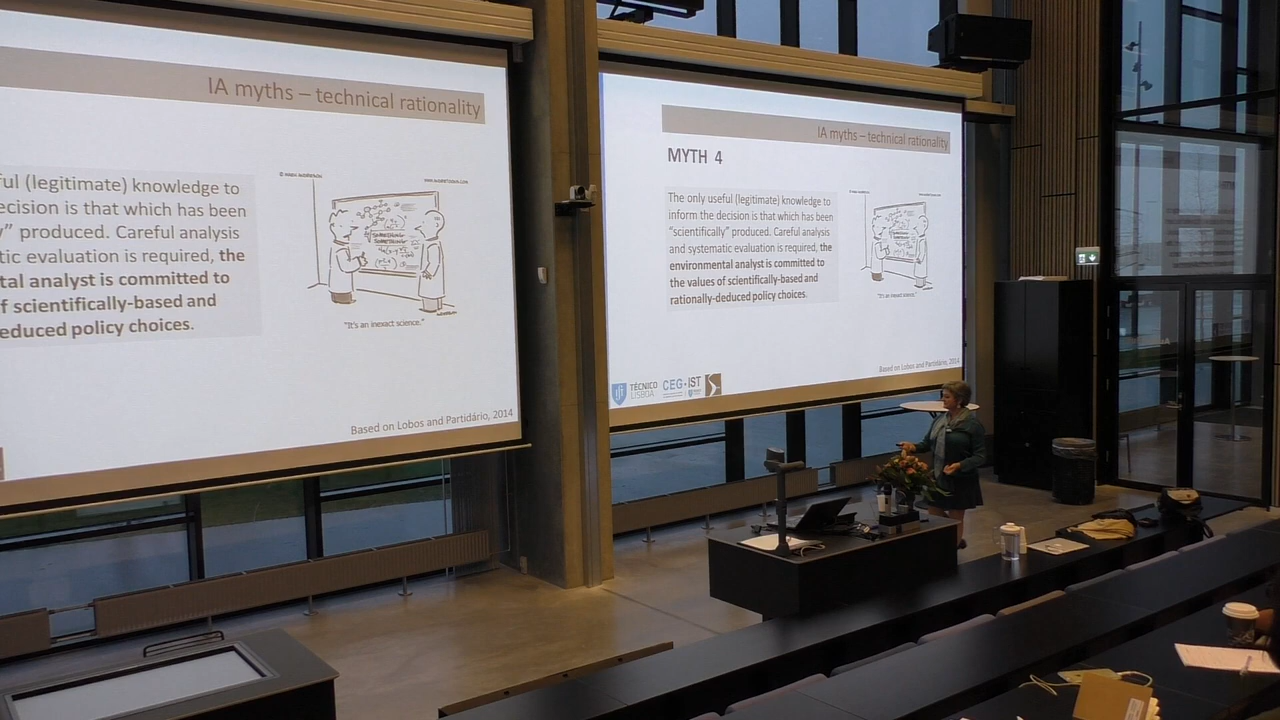 IA myths – technical rationality
ful (legitimate) knowledge to
ecision is that which has been
y” produced. Careful analysis
tic evaluation is required, the
tal analyst is committed to
of scientifically-based and
educed policy choices.
"It's an inexact science."
Based on Lobos and Partidário, 2014
IA myths – technical rationality
MYTH 4
The only useful (legitimate) knowledge to
inform the decision is that which has been
“scientifically” produced. Careful analysis
and systematic evaluation is required, the
environmental analyst is committed to
the values of scientifically-based and
rationally-deduced policy choices.
"It's an inexact science."
Based on Lobos and Partidário, 2014
TÉCNICO
LISBOA
CEG-IST